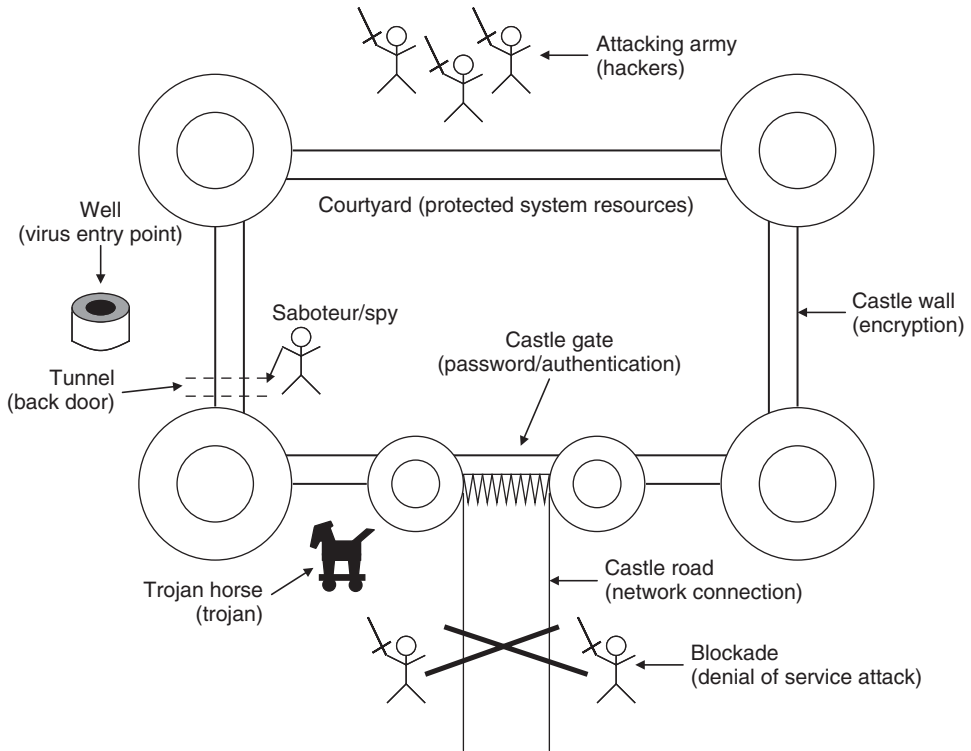 Attacking army
(hackers)
Courtyard (protected system resources)
Well
(virus entry point)
Saboteur/spy
Castle wall
(encryption)
Castle gate
(password/authentication)
Tunnel
(back door)
Trojan horse
(trojan)
Castle road
(network connection)
Blockade
(denial of service attack)